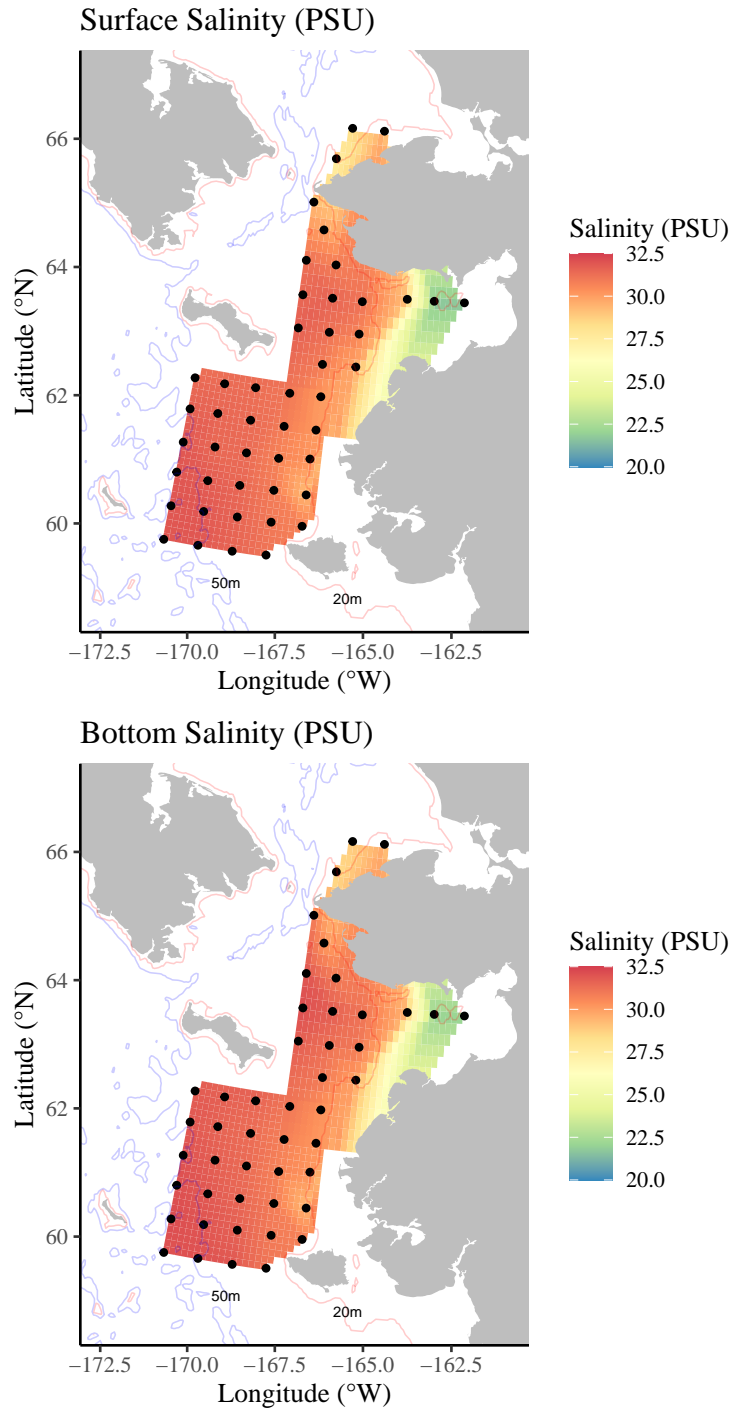 Surface Salinity (PSU)
66
64
62
60
Latitude (°N)
50m
20m
−172.5 −170.0 −167.5 −165.0 −162.5
Longitude (°W)
Salinity (PSU)
32.5
30.0
27.5
25.0
22.5
20.0
Bottom Salinity (PSU)
66
64
62
60
Latitude (°N)
50m
20m
−172.5 −170.0 −167.5 −165.0 −162.5
Longitude (°W)
Salinity (PSU)
32.5
30.0
27.5
25.0
22.5
20.0